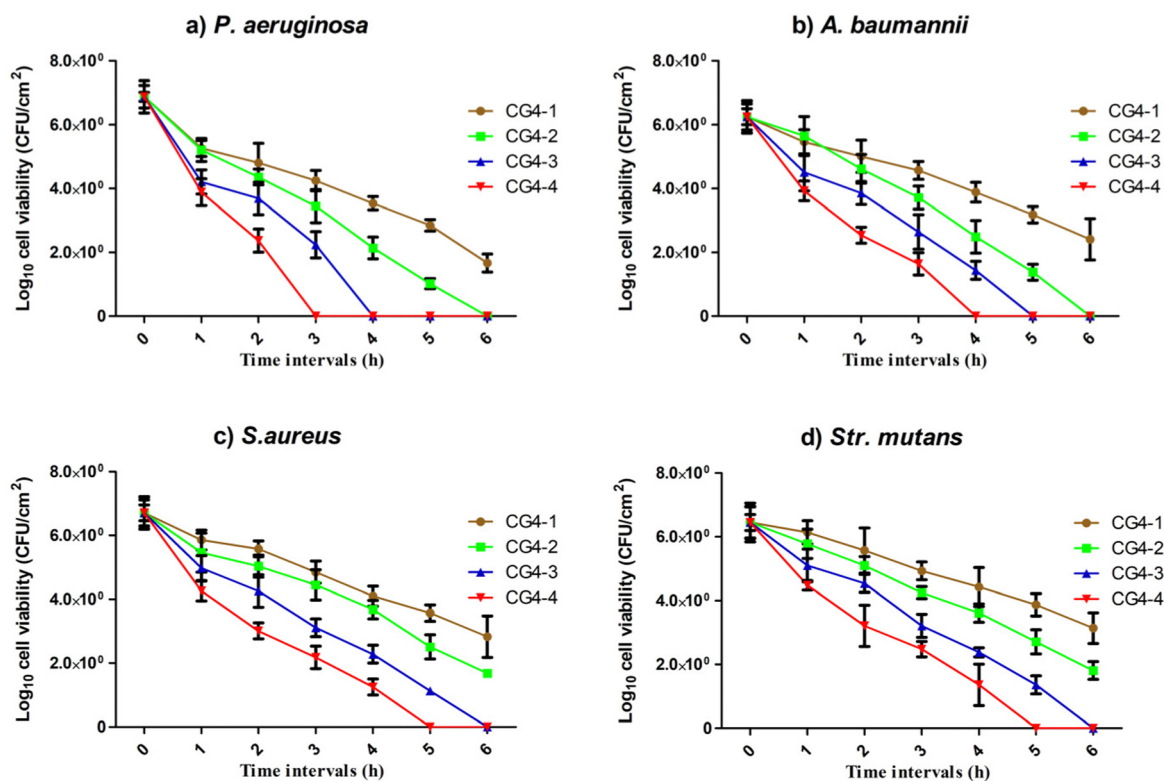 a) P. aeruginosa
Log₁₀ cell viability (CFU/cm²)
8.0×10⁰
6.0×10⁰
4.0×10⁰
2.0×10⁰
0
0 1 2 3 4 5 6
Time intervals (h)
CG4-1
CG4-2
CG4-3
CG4-4
b) A. baumannii
Log₁₀ cell viability (CFU/cm²)
8.0×10⁰
6.0×10⁰
4.0×10⁰
2.0×10⁰
0
0 1 2 3 4 5 6
Time intervals (h)
CG4-1
CG4-2
CG4-3
CG4-4
c) S.aureus
Log₁₀ cell viability (CFU/cm²)
8.0×10⁰
6.0×10⁰
4.0×10⁰
2.0×10⁰
0
0 1 2 3 4 5 6
Time intervals (h)
CG4-1
CG4-2
CG4-3
CG4-4
d) Str. mutans
Log₁₀ cell viability (CFU/cm²)
8.0×10⁰
6.0×10⁰
4.0×10⁰
2.0×10⁰
0
0 1 2 3 4 5 6
Time intervals (h)
CG4-1
CG4-2
CG4-3
CG4-4